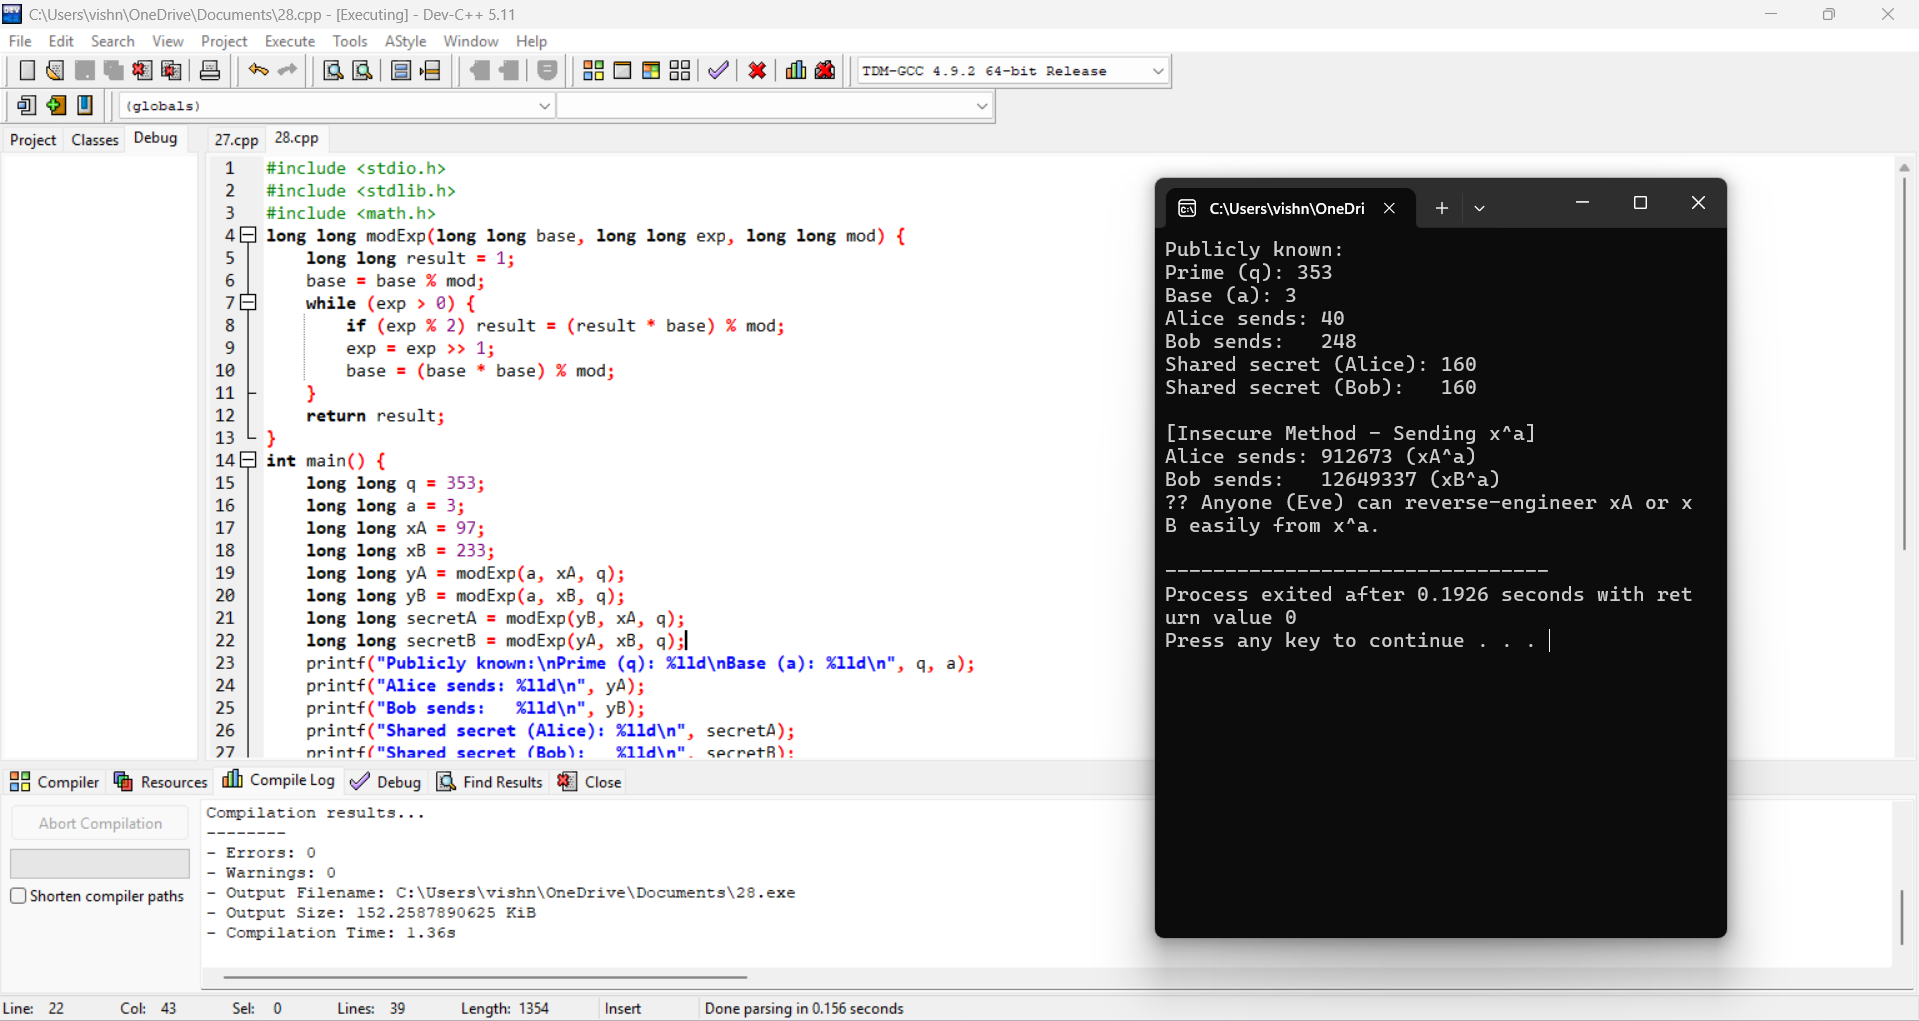 C:\Users\vishn\OneDrive\Documents\28.cpp - [Executing] - Dev-C++ 5.11
File Edit Search View Project Execute Tools AStyle Window Help
TDM-GCC 4.9.2 64-bit Release
(globals)
Project Classes Debug 27.cpp 28.cpp
1 #include <stdio.h>
2 #include <stdlib.h>
3 #include <math.h>
4 long long modExp(long long base, long long exp, long long mod) {
5 long long result = 1;
6 base = base % mod;
7 while (exp > 0) {
8 if (exp % 2) result = (result * base) % mod;
9 exp = exp >> 1;
10 base = (base * base) % mod;
11 }
12 return result;
13 }
14 int main() {
15 long long q = 353;
16 long long a = 3;
17 long long xA = 97;
18 long long xB = 233;
19 long long yA = modExp(a, xA, q);
20 long long yB = modExp(a, xB, q);
21 long long secretA = modExp(yB, xA, q);
22 long long secretB = modExp(yA, xB, q);
23 printf("Publicly known:\nPrime (q): %lld\nBase (a): %lld\n", q, a);
24 printf("Alice sends: %lld\n", yA);
25 printf("Bob sends:   %lld\n", yB);
26 printf("Shared secret (Alice): %lld\n", secretA);
27 printf("Shared secret (Bob):   %lld\n", secretB);
C:\Users\vishn\OneDri
Publicly known:
Prime (q): 353
Base (a): 3
Alice sends: 40
Bob sends:   248
Shared secret (Alice): 160
Shared secret (Bob):   160
[Insecure Method - Sending x^a]
Alice sends: 912673 (xA^a)
Bob sends:   12649337 (xB^a)
?? Anyone (Eve) can reverse-engineer xA or x
B easily from x^a.
--------------------------------
Process exited after 0.1926 seconds with ret
urn value 0
Press any key to continue . . .
Compiler Resources Compile Log Debug Find Results Close
Abort Compilation
Shorten compiler paths
Compilation results...
--------
- Errors: 0
- Warnings: 0
- Output Filename: C:\Users\vishn\OneDrive\Documents\28.exe
- Output Size: 152.2587890625 KiB
- Compilation Time: 1.36s
Line: 22 Col: 43 Sel: 0 Lines: 39 Length: 1354 Insert Done parsing in 0.156 seconds